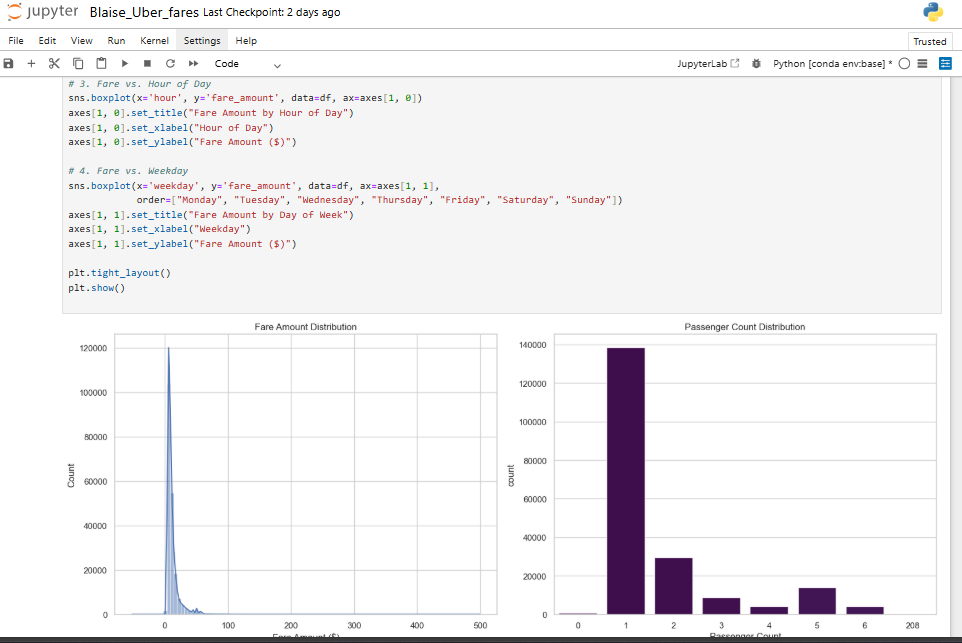 jupyter Blaise_Uber_fares Last Checkpoint: 2 days ago
File Edit View Run Kernel Settings Help
Trusted
Code
JupyterLab
Python [conda env:base] *
# 3. Fare vs. Hour of Day
sns.boxplot(x='hour', y='fare_amount', data=df, ax=axes[1, 0])
axes[1, 0].set_title("Fare Amount by Hour of Day")
axes[1, 0].set_xlabel("Hour of Day")
axes[1, 0].set_ylabel("Fare Amount ($)")
# 4. Fare vs. Weekday
sns.boxplot(x='weekday', y='fare_amount', data=df, ax=axes[1, 1],
order=["Monday", "Tuesday", "Wednesday", "Thursday", "Friday", "Saturday", "Sunday"])
axes[1, 1].set_title("Fare Amount by Day of Week")
axes[1, 1].set_xlabel("Weekday")
axes[1, 1].set_ylabel("Fare Amount ($)")
plt.tight_layout()
plt.show()
Fare Amount Distribution
120000
100000
80000
60000
40000
20000
0
Count
0 100 200 300 400 500
Fare Amount ($)
Passenger Count Distribution
140000
120000
100000
80000
60000
40000
20000
0
count
0 1 2 3 4 5 6 208
Passenger Count